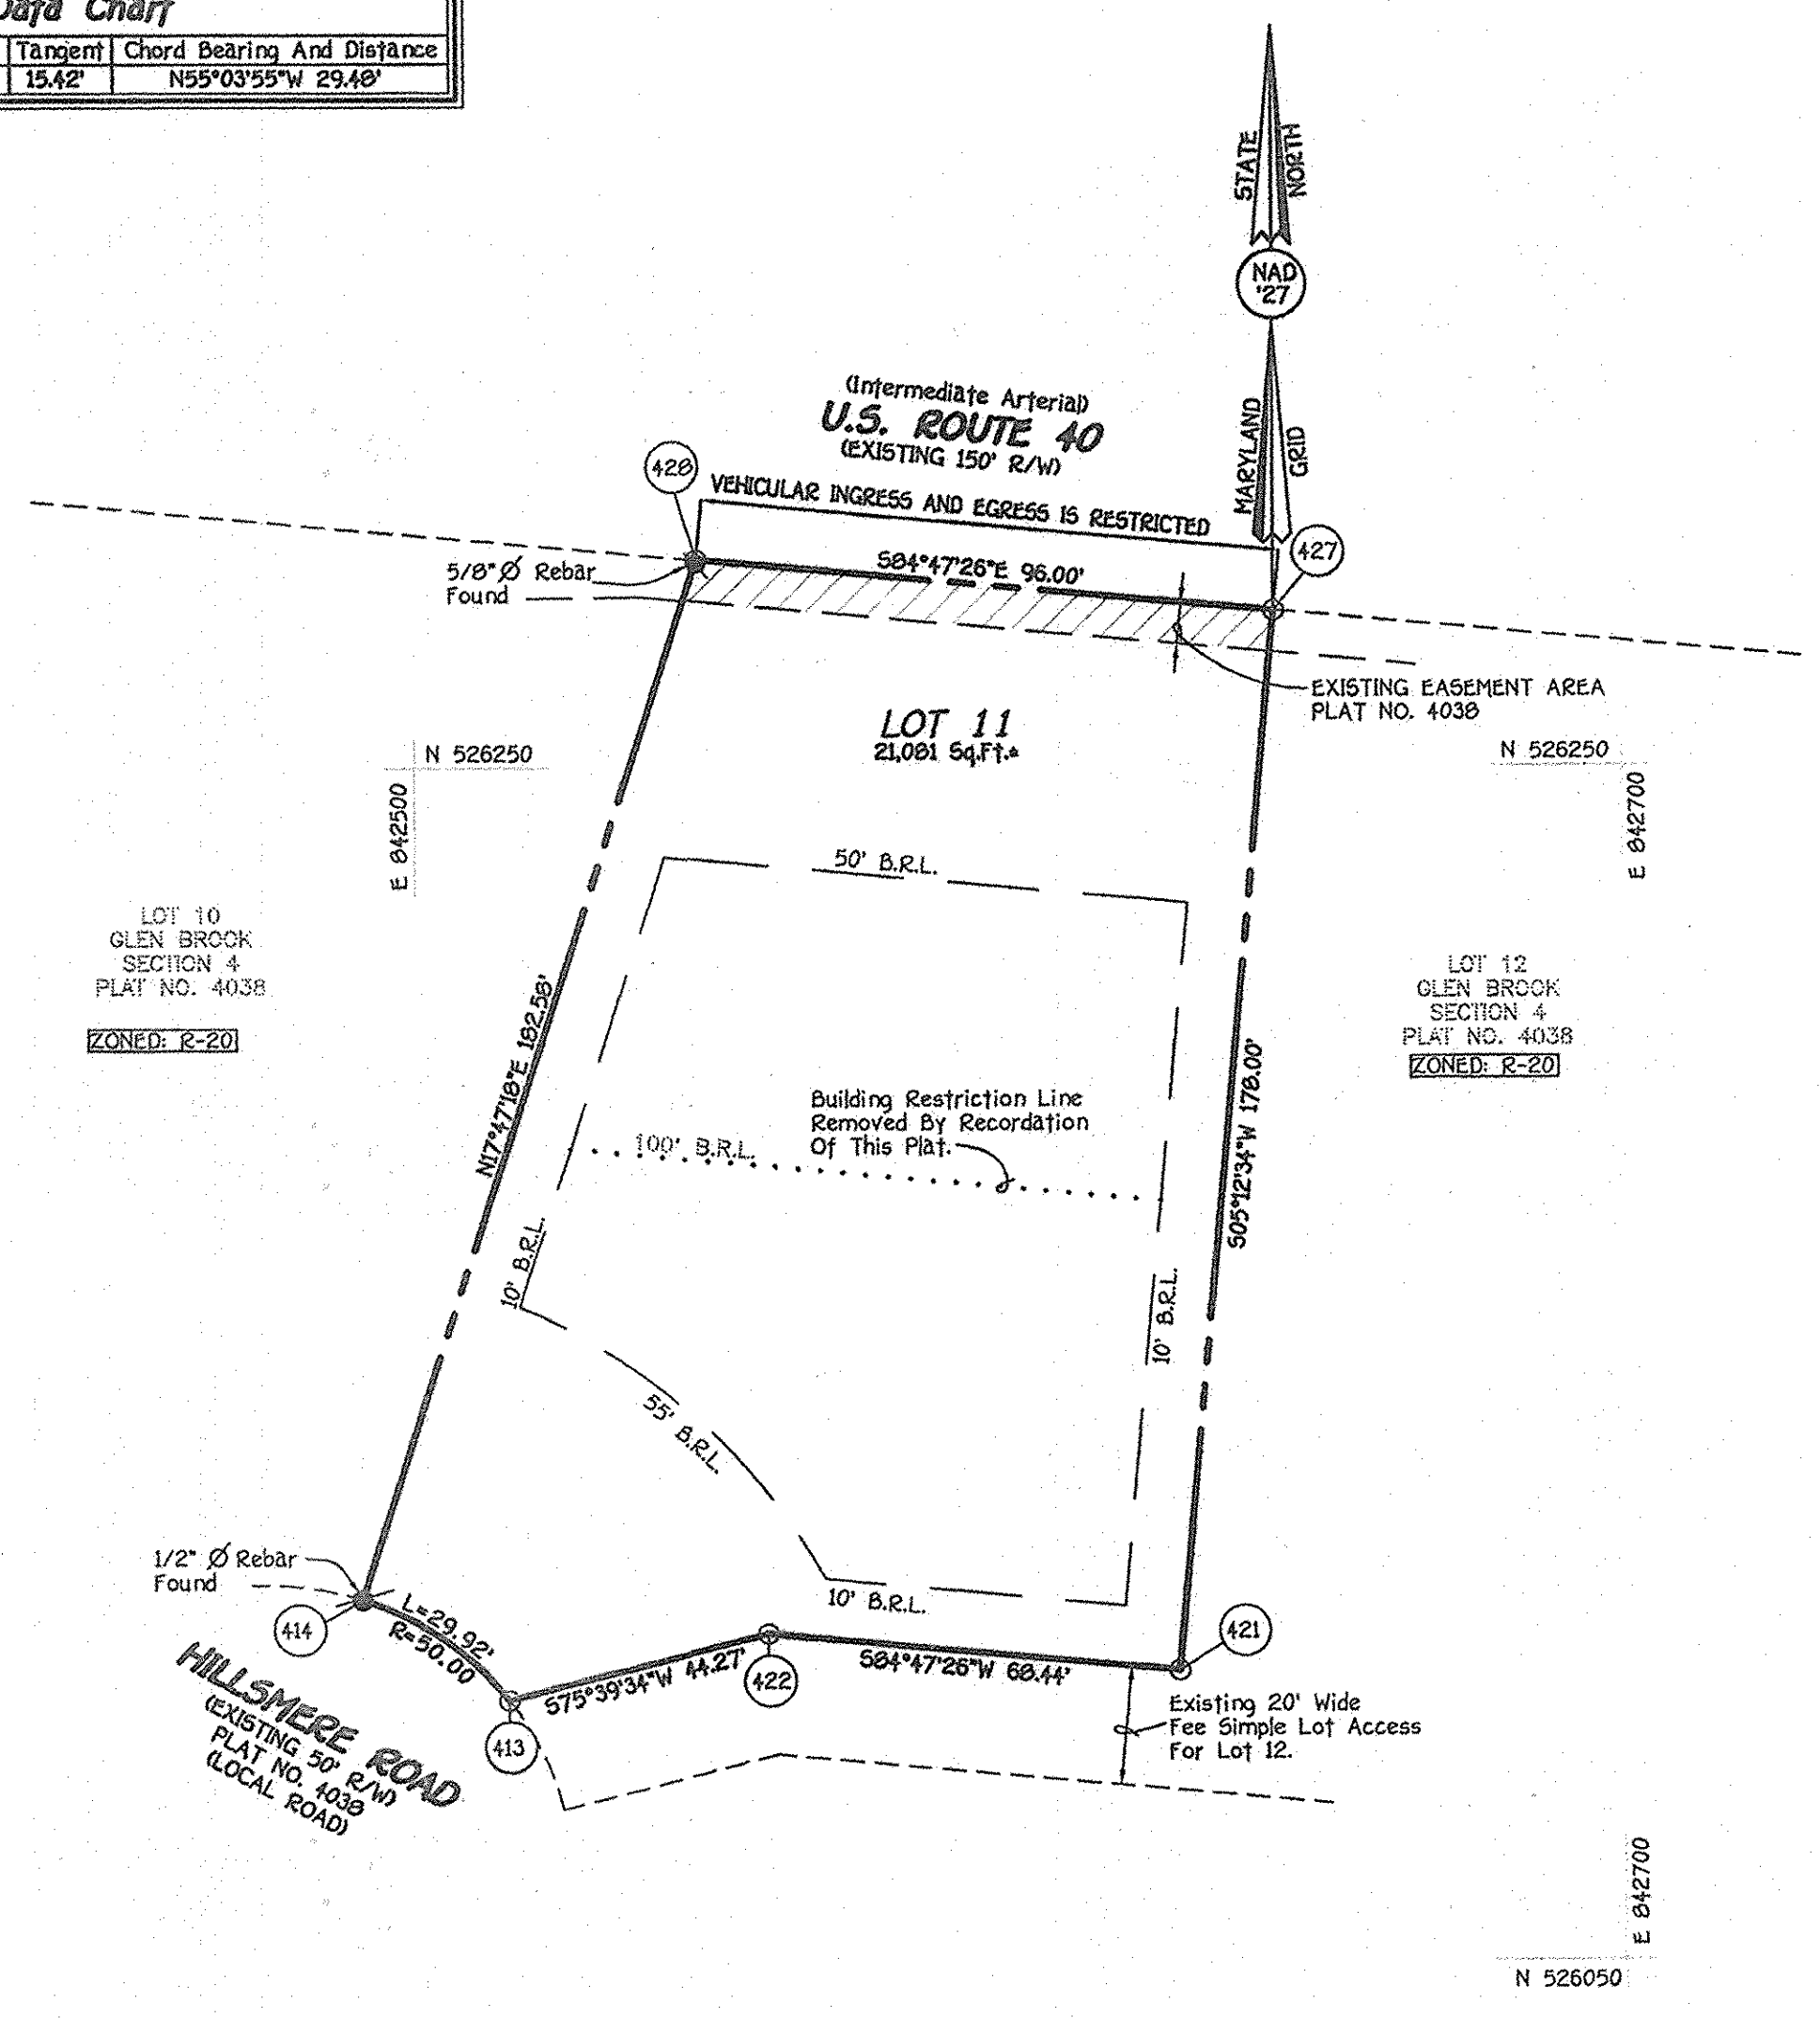 Data Chart
Tangent Chord Bearing And Distance
15.42' N55°03'55"W 29.48'
STATE
NORTH
NAD
'27
MARYLAND
GRID
(Intermediate Arterial)
U.S. ROUTE 40
(EXISTING 150' R/W)
428
VEHICULAR INGRESS AND EGRESS IS RESTRICTED
427
5/8"Ø Rebar
Found
S84°47'26"E 96.00'
EXISTING EASEMENT AREA
PLAT NO. 4038
LOT 11
21,081 Sq.Ft.±
N 526250
E 842500
N 526250
E 842700
50' B.R.L.
LOT 10
GLEN BROOK
SECTION 4
PLAT NO. 4038
ZONED: R-20
LOT 12
GLEN BROOK
SECTION 4
PLAT NO. 4038
ZONED: R-20
N17°47'18"E 182.58'
S05°12'34"W 178.00'
Building Restriction Line
Removed By Recordation
Of This Plat.
100' B.R.L.
10' B.R.L.
10' B.R.L.
55' B.R.L.
1/2" Ø Rebar
Found
414
L=29.92'
R=50.00
10' B.R.L.
421
S75°39'34"W 44.27'
422
S84°47'26"W 68.44'
413
HILLSMERE ROAD
(EXISTING 50' R/W)
PLAT NO. 4038
(LOCAL ROAD)
Existing 20' Wide
Fee Simple Lot Access
For Lot 12.
E 842700
N 526050